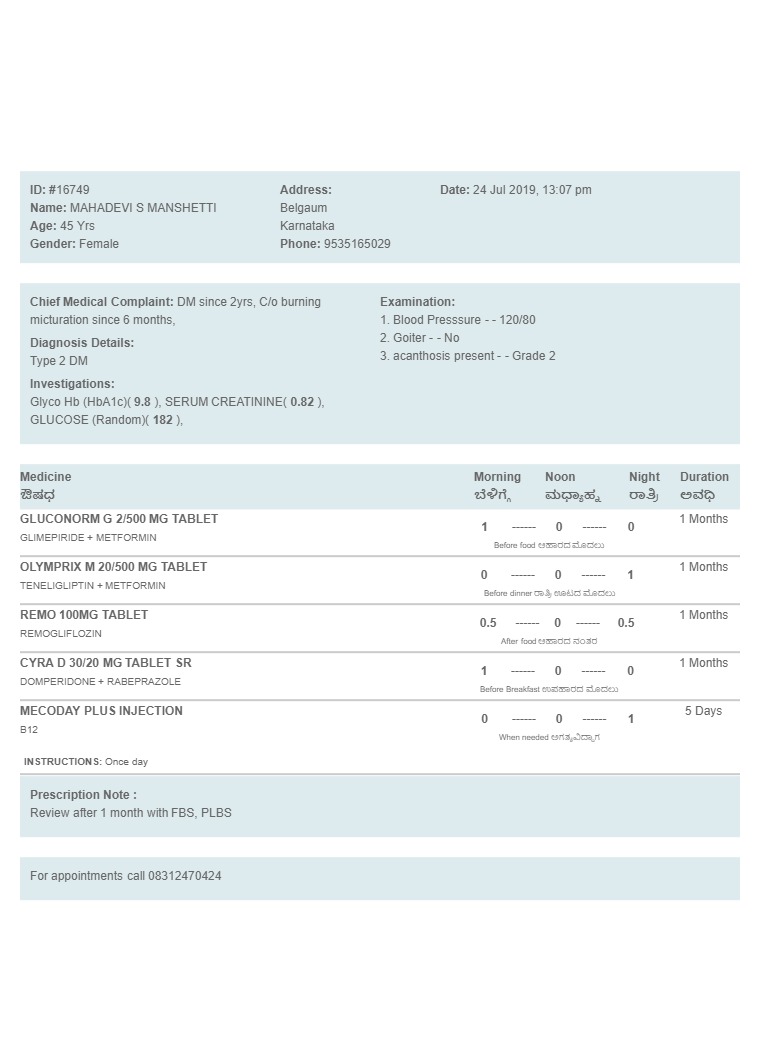 ID: #16749
Name: MAHADEVI S MANSHETTI
Age: 45 Yrs
Gender: Female
Address:
Belgaum
Karnataka
Phone: 9535165029
Date: 24 Jul 2019, 13:07 pm
Chief Medical Complaint: DM since 2yrs, C/o burning
micturation since 6 months,
Diagnosis Details:
Type 2 DM
Investigations:
Glyco Hb (HbA1c)( 9.8 ), SERUM CREATININE( 0.82 ),
GLUCOSE (Random)( 182 ),
Examination:
1. Blood Presssure - - 120/80
2. Goiter - - No
3. acanthosis present - - Grade 2
Medicine Morning Noon Night Duration
ಔಷಧ ಬೆಳಿಗ್ಗೆ ಮಧ್ಯಾಹ್ನ ರಾತ್ರಿ ಅವಧಿ
GLUCONORM G 2/500 MG TABLET 1 ------ 0 ------ 0 1 Months
GLIMEPIRIDE + METFORMIN
Before food ಆಹಾರದ ಮೊದಲು
OLYMPRIX M 20/500 MG TABLET 0 ------ 0 ------ 1 1 Months
TENELIGLIPTIN + METFORMIN
Before dinner ರಾತ್ರಿ ಊಟದ ಮೊದಲು
REMO 100MG TABLET 0.5 ------ 0 ------ 0.5 1 Months
REMOGLIFLOZIN
After food ಆಹಾರದ ನಂತರ
CYRA D 30/20 MG TABLET SR 1 ------ 0 ------ 0 1 Months
DOMPERIDONE + RABEPRAZOLE
Before Breakfast ಉಪಹಾರದ ಮೊದಲು
MECODAY PLUS INJECTION 0 ------ 0 ------ 1 5 Days
B12
When needed
INSTRUCTIONS: Once day
Prescription Note :
Review after 1 month with FBS, PLBS
For appointments call 08312470424